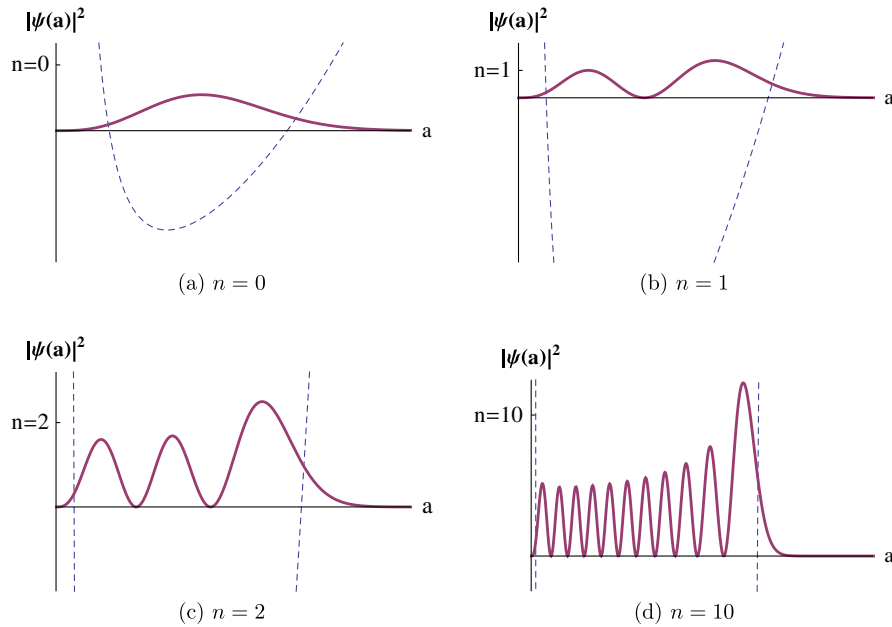 |ψ(a)|²
n=0
a
(a) n = 0
|ψ(a)|²
n=1
a
(b) n = 1
|ψ(a)|²
n=2
a
(c) n = 2
|ψ(a)|²
n=10
a
(d) n = 10